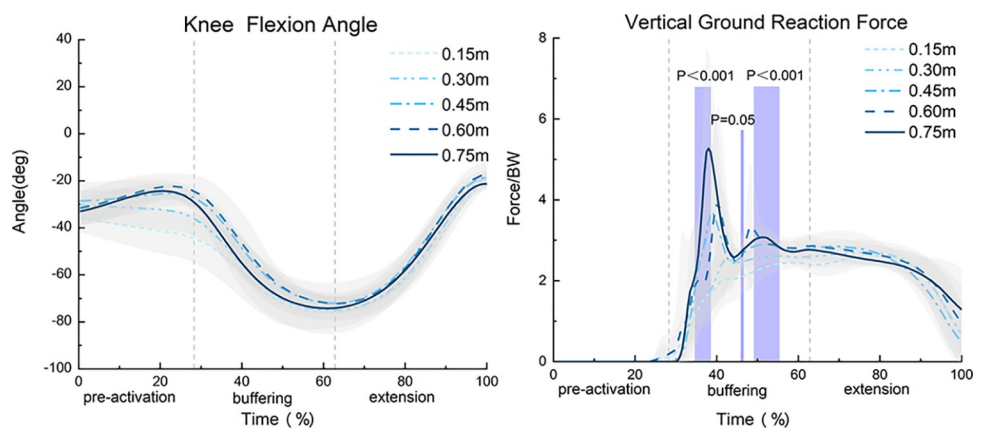 Knee Flexion Angle
40
20
0
-20
-40
-60
-80
-100
Angle(deg)
0.15m
0.30m
0.45m
0.60m
0.75m
0 20 40 60 80 100
pre-activation buffering extension
Time (%)
Vertical Ground Reaction Force
8
6
4
2
0
Force/BW
0.15m
0.30m
0.45m
0.60m
0.75m
P<0.001 P<0.001
P=0.05
0 20 40 60 80 100
pre-activation buffering extension
Time (%)